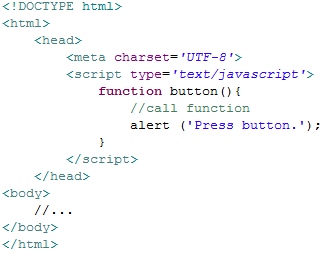 <!DOCTYPE html>
<html>
    <head>
        <meta charset='UTF-8'>
        <script type='text/javascript'>
            function button(){
                //call function
                alert ('Press button.');
            }
        </script>
    </head>
<body>
    //...
</body>
</html>